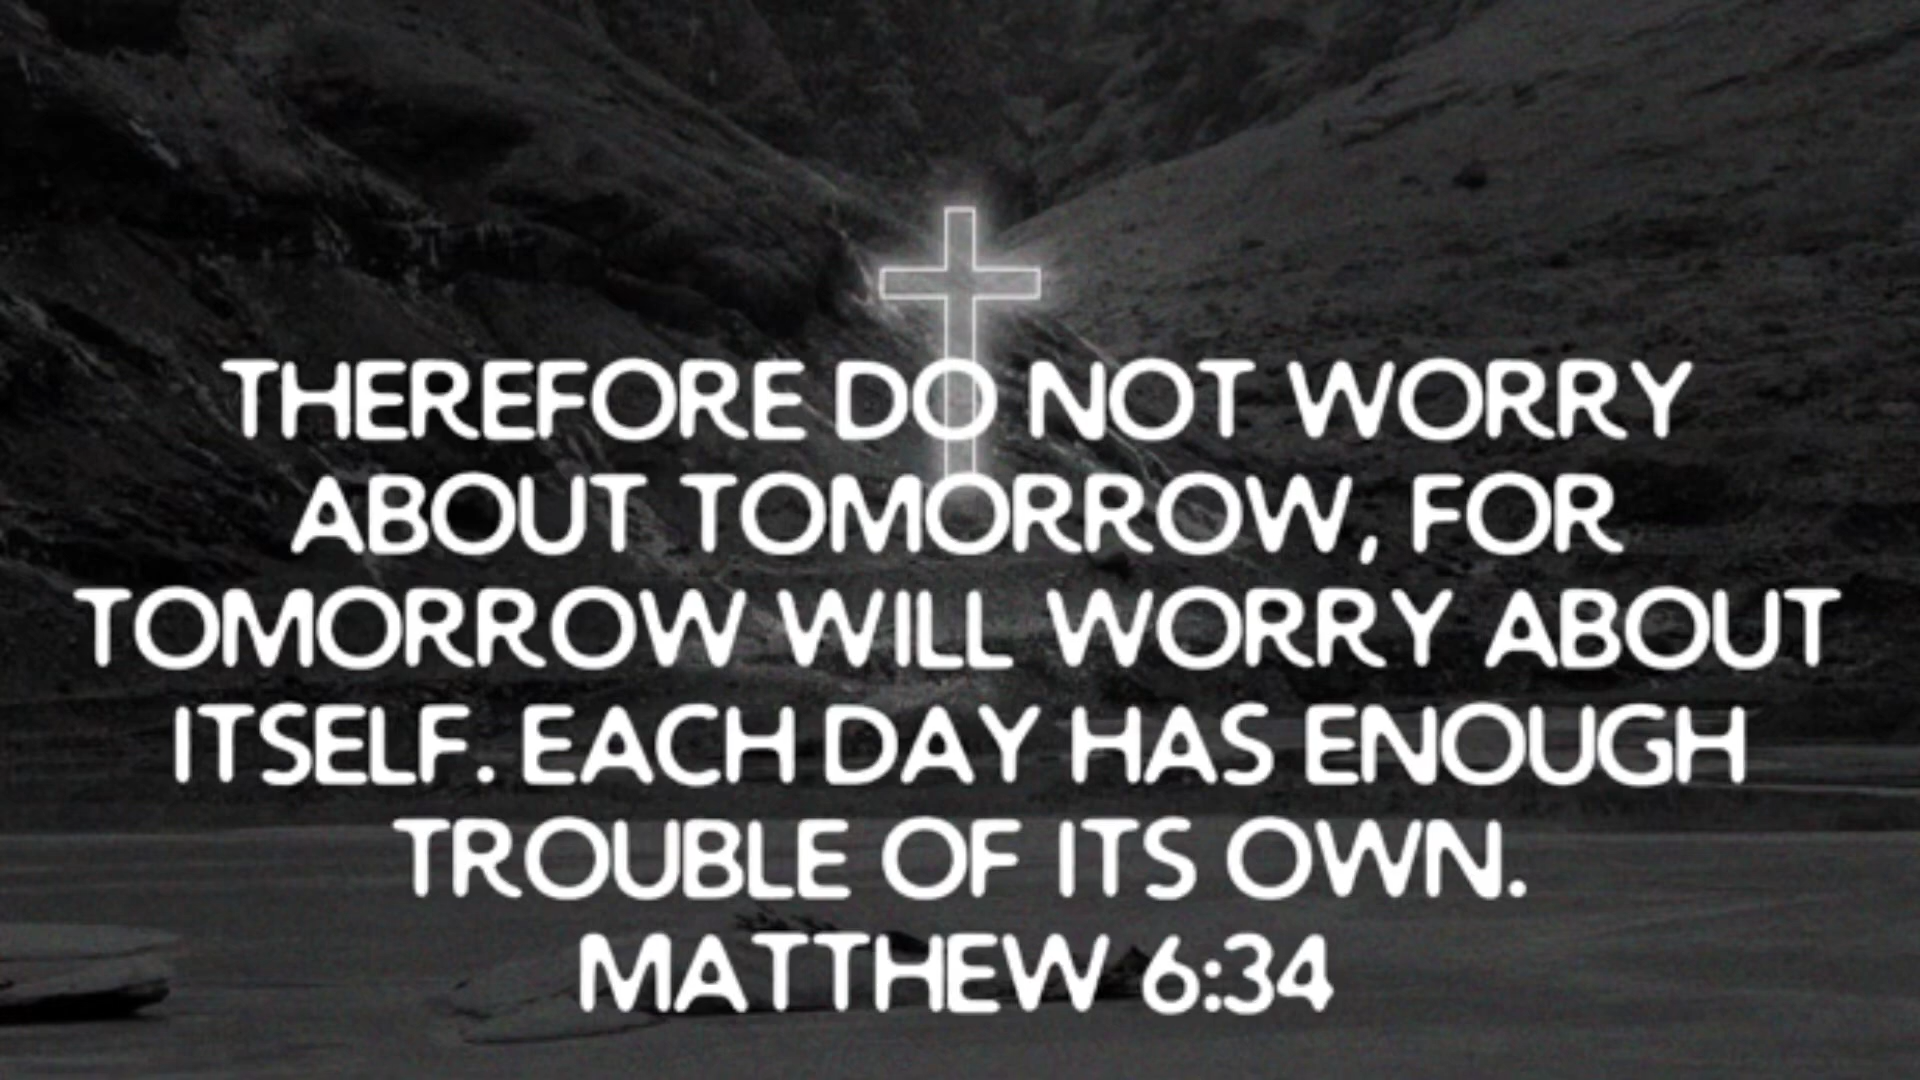 THEREFORE DO NOT WORRY
ABOUT TOMORROW, FOR
TOMORROW WILL WORRY ABOUT
ITSELF. EACH DAY HAS ENOUGH
TROUBLE OF ITS OWN.
MATTHEW 6:34